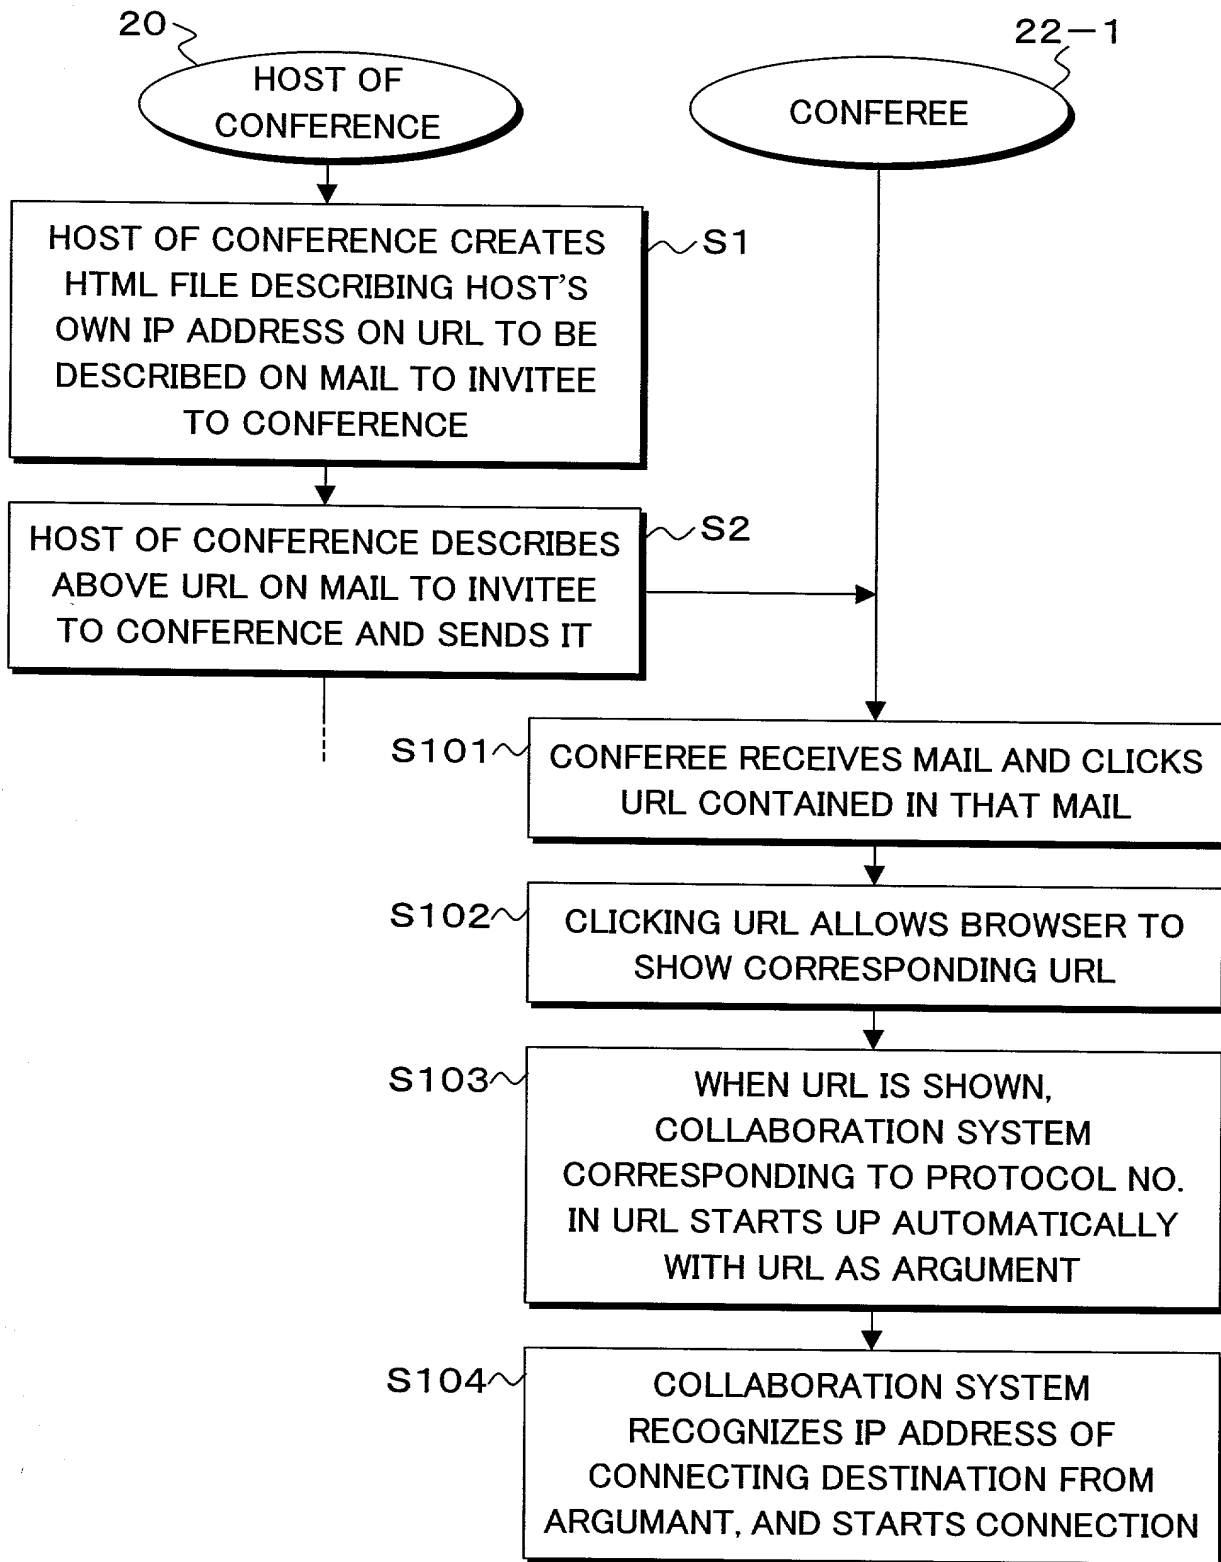 20
HOST OF
CONFERENCE
22-1
CONFEREE
HOST OF CONFERENCE CREATES
HTML FILE DESCRIBING HOST'S
OWN IP ADDRESS ON URL TO BE
DESCRIBED ON MAIL TO INVITEE
TO CONFERENCE
S1
HOST OF CONFERENCE DESCRIBES
ABOVE URL ON MAIL TO INVITEE
TO CONFERENCE AND SENDS IT
S2
S101
CONFEREE RECEIVES MAIL AND CLICKS
URL CONTAINED IN THAT MAIL
S102
CLICKING URL ALLOWS BROWSER TO
SHOW CORRESPONDING URL
S103
WHEN URL IS SHOWN,
COLLABORATION SYSTEM
CORRESPONDING TO PROTOCOL NO.
IN URL STARTS UP AUTOMATICALLY
WITH URL AS ARGUMENT
S104
COLLABORATION SYSTEM
RECOGNIZES IP ADDRESS OF
CONNECTING DESTINATION FROM
ARGUMANT, AND STARTS CONNECTION